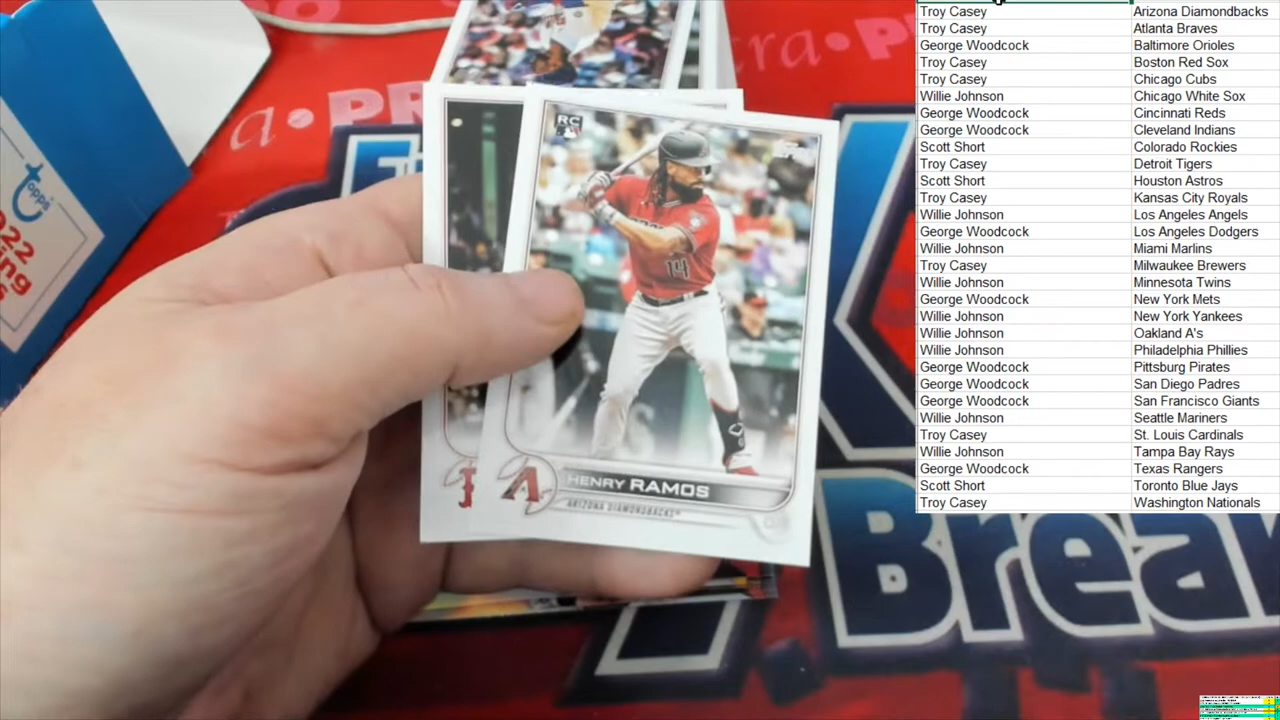 Troy Casey Arizona Diamondbacks
Troy Casey Atlanta Braves
George Woodcock Baltimore Orioles
Troy Casey Boston Red Sox
Troy Casey Chicago Cubs
Willie Johnson Chicago White Sox
George Woodcock Cincinnati Reds
George Woodcock Cleveland Indians
Scott Short Colorado Rockies
Troy Casey Detroit Tigers
Scott Short Houston Astros
Troy Casey Kansas City Royals
Willie Johnson Los Angeles Angels
George Woodcock Los Angeles Dodgers
Willie Johnson Miami Marlins
Troy Casey Milwaukee Brewers
Willie Johnson Minnesota Twins
George Woodcock New York Mets
Willie Johnson New York Yankees
Willie Johnson Oakland A's
Willie Johnson Philadelphia Phillies
George Woodcock Pittsburg Pirates
George Woodcock San Diego Padres
George Woodcock San Francisco Giants
Willie Johnson Seattle Mariners
Troy Casey St. Louis Cardinals
Willie Johnson Tampa Bay Rays
George Woodcock Texas Rangers
Scott Short Toronto Blue Jays
Troy Casey Washington Nationals
RC
topps
14
HENRY RAMOS
ARIZONA DIAMONDBACKS
topps
Break